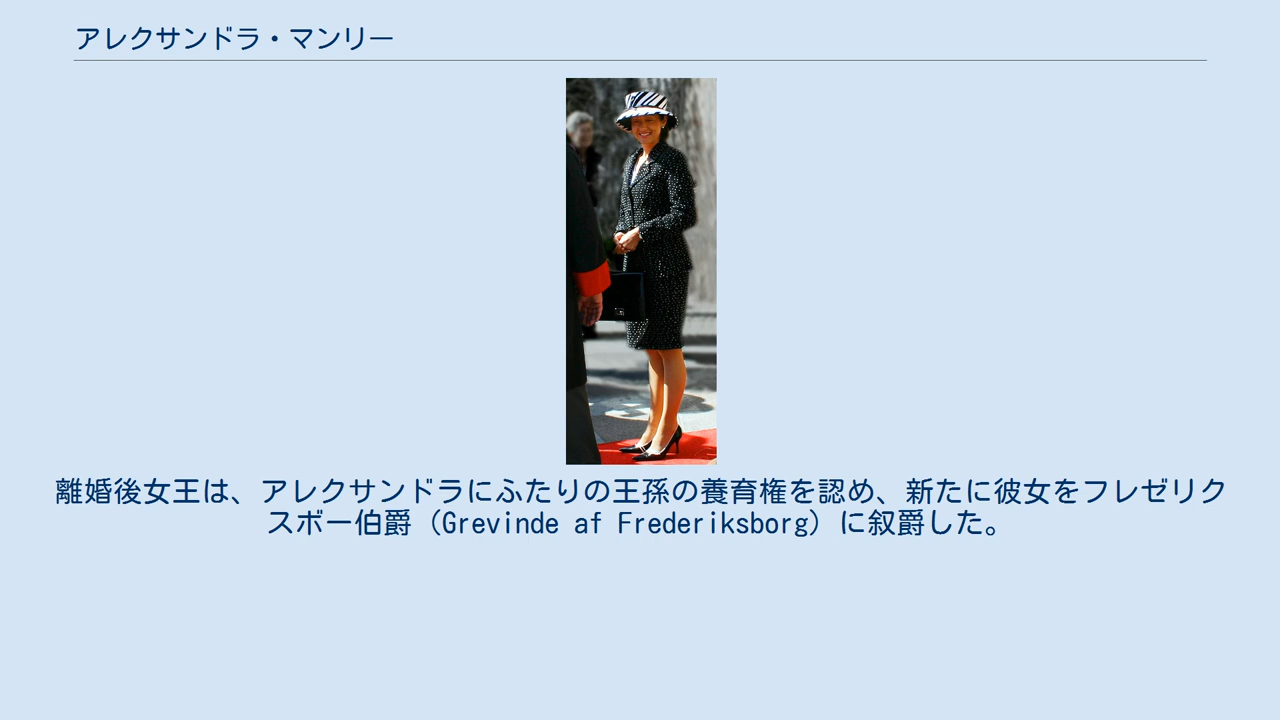 アレクサンドラ・マンリー
離婚後女王は、アレクサンドラにふたりの王孫の養育権を認め、新たに彼女をフレゼリク
スボー伯爵（Grevinde af Frederiksborg）に叙爵した。